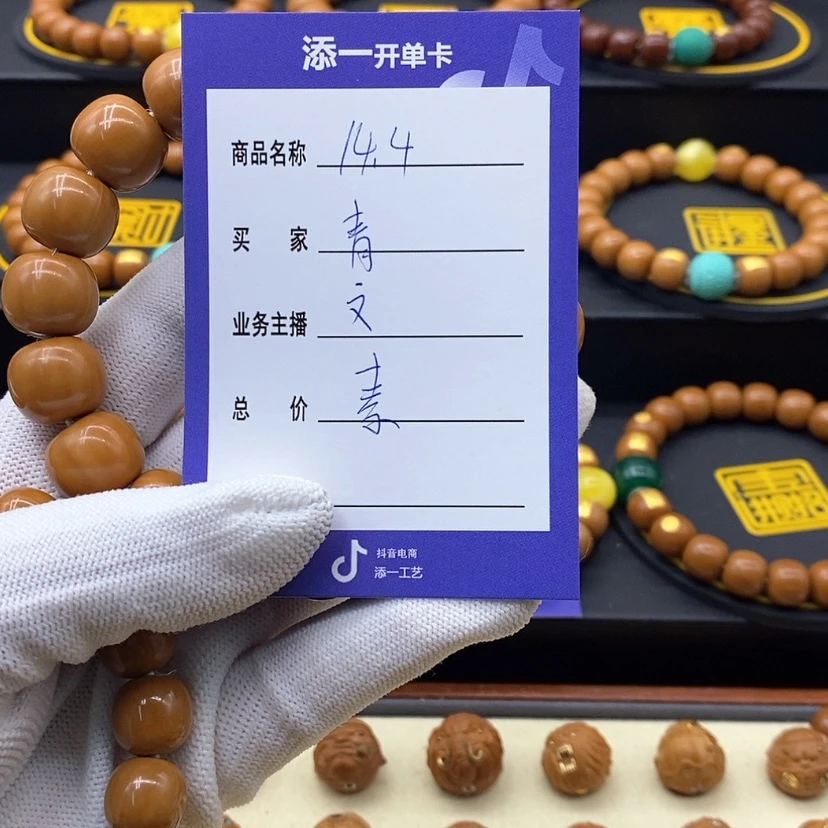 添一开单卡
商品名称 14.4
买家 青
业务主播 文
总价
抖音电商
添一工艺